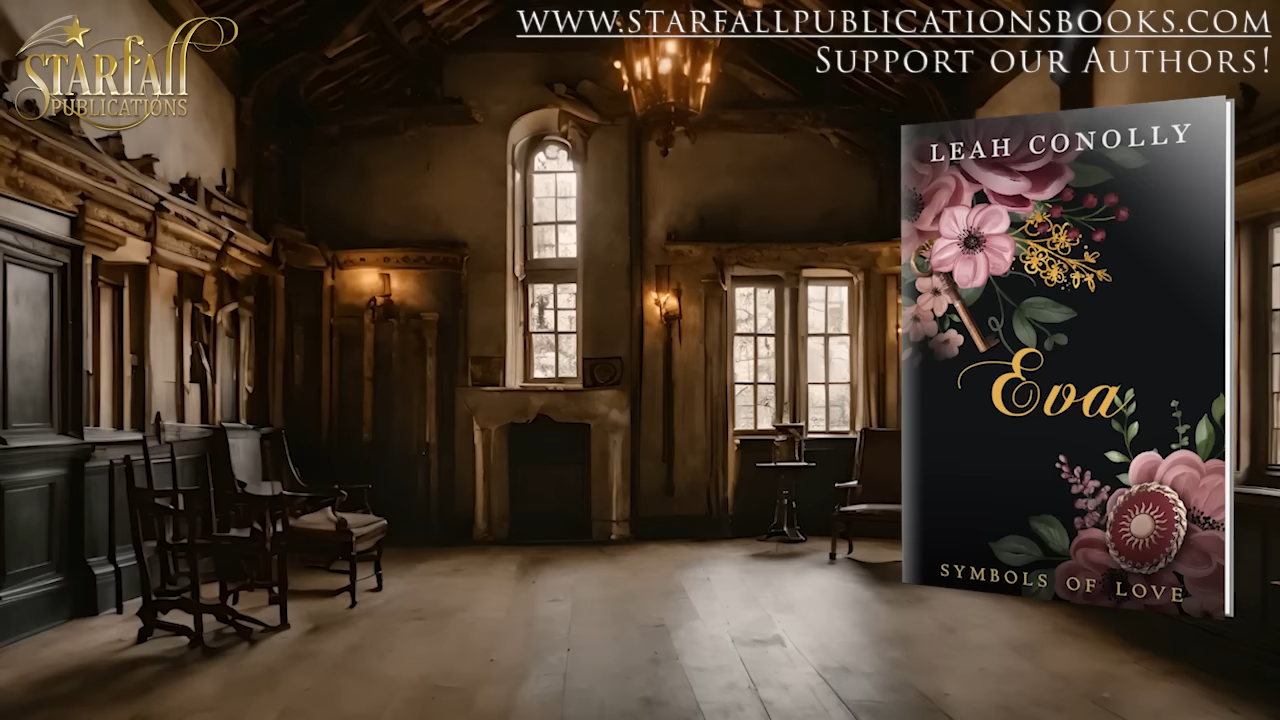 STARfall
PUBLICATIONS
WWW.STARFALLPUBLICATIONSBOOKS.COM
SUPPORT OUR AUTHORS!
LEAH CONOLLY
Eva
SYMBOLS OF LOVE